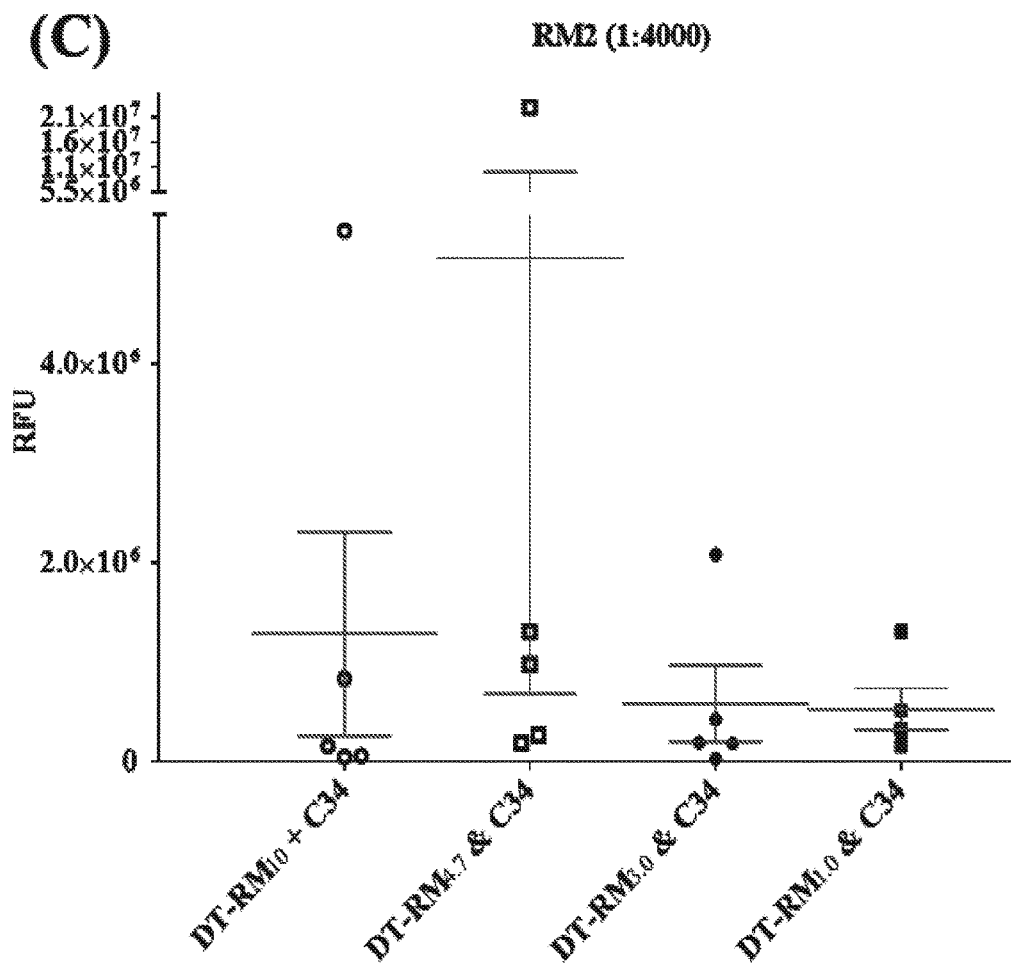 (C)
RM2 (1:4000)
2.1×10⁷
1.6×10⁷
1.1×10⁷
5.5×10⁶
4.0×10⁶
2.0×10⁶
0
RFU
DT-RM₁₀ + C34
DT-RM₄.₇ & C34
DT-RM₃.₀ & C34
DT-RM₁.₀ & C34